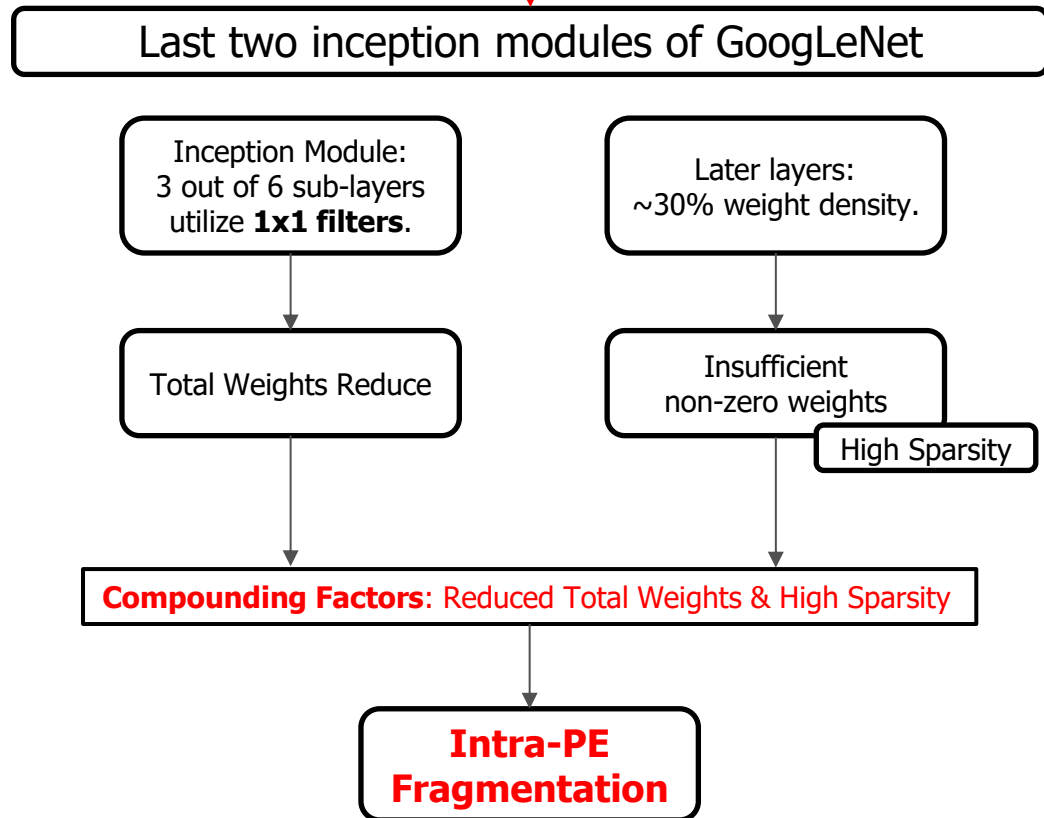 Last two inception modules of GoogLeNet
Inception Module:
3 out of 6 sub-layers
utilize 1x1 filters.
Later layers:
~30% weight density.
Total Weights Reduce
Insufficient
non-zero weights
High Sparsity
Compounding Factors: Reduced Total Weights & High Sparsity
Intra-PE
Fragmentation